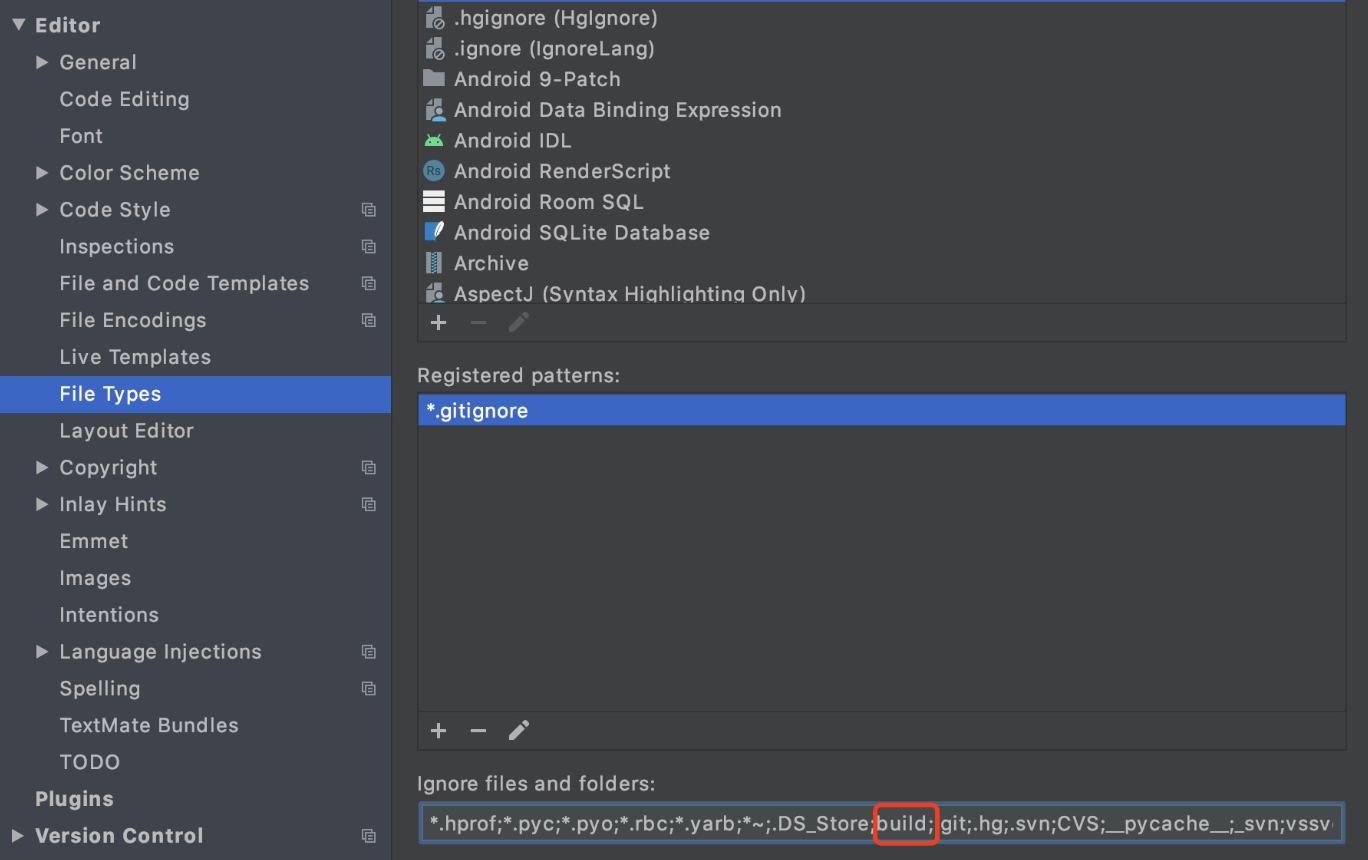 Editor
General
Code Editing
Font
Color Scheme
Code Style
Inspections
File and Code Templates
File Encodings
Live Templates
File Types
Layout Editor
Copyright
Inlay Hints
Emmet
Images
Intentions
Language Injections
Spelling
TextMate Bundles
TODO
Plugins
Version Control
.hgignore (HgIgnore)
.ignore (IgnoreLang)
Android 9-Patch
Android Data Binding Expression
Android IDL
Rs Android RenderScript
Android Room SQL
Android SQLite Database
Archive
AspectJ (Syntax Highlighting Only)
Registered patterns:
*.gitignore
Ignore files and folders:
*.hprof;*.pyc;*.pyo;*.rbc;*.yarb;*~;.DS_Store;build;.git;.hg;.svn;CVS;__pycache__;_svn;vssv